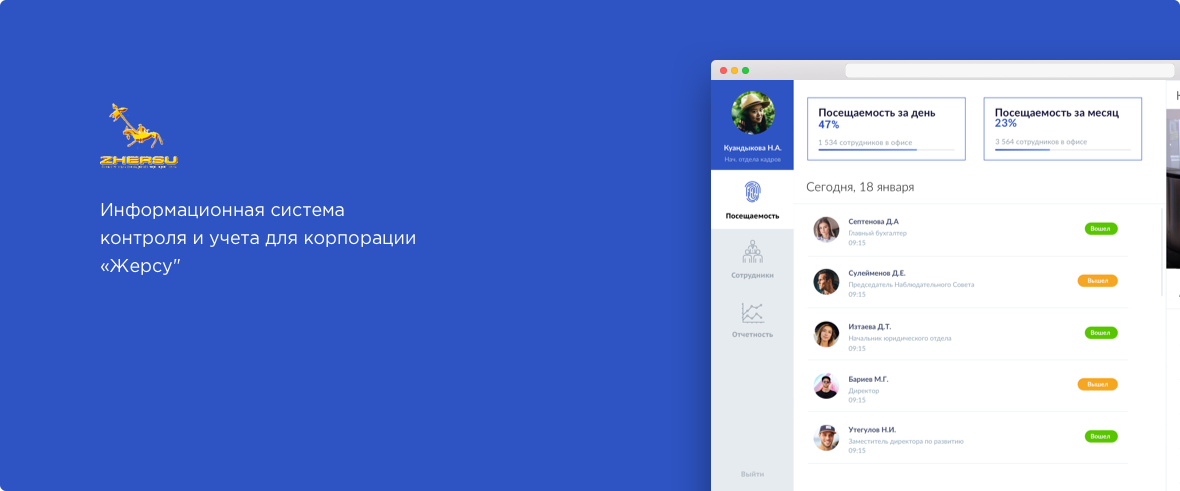 ZHERSU
Информационная система
контроля и учета для корпорации
«Жерсу"
Куандыкова Н.А.
Нач. отдела кадров
Посещаемость
Сотрудники
Отчетность
Выйти
Посещаемость за день
47%
1 534 сотрудников в офисе
Посещаемость за месяц
23%
3 564 сотрудников в офисе
Сегодня, 18 января
Септенова Д.А
Главный бухгалтер
09:15
Вошел
Сулейменов Д.Е.
Председатель Наблюдательного Совета
09:15
Вышел
Изтаева Д.Т.
Начальник юридического отдела
09:15
Вошел
Бариев М.Г.
Директор
09:15
Вышел
Утегулов Н.И.
Заместитель директора по развитию
09:15
Вошел